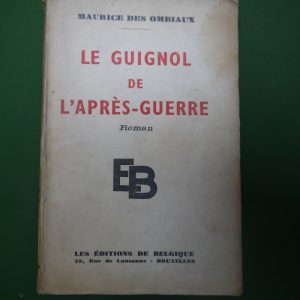 MAURICE DES OMBIAUX
LE GUIGNOL
DE
L'APRÈS-GUERRE
Roman
EB
LES ÉDITIONS DE BELGIQUE
35, Rue de Lausanne - BRUXELLES